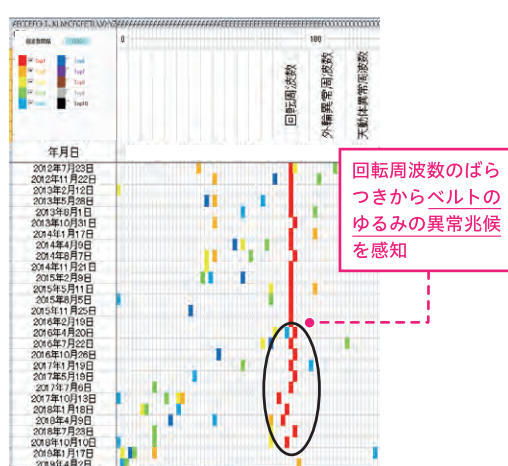 0
100
Top1
Top10
回転周波数
外輪異常周波数
天動体異常周波数
年月日
2012年7月23日
2012年11月22日
2013年2月12日
2013年5月28日
2013年8月1日
2013年10月31日
2014年1月17日
2014年4月9日
2014年8月7日
2014年11月21日
2015年2月9日
2015年5月11日
2015年8月5日
2015年11月25日
2016年2月19日
2016年4月20日
2016年7月22日
2016年10月26日
2017年1月19日
2017年5月19日
2017年7月6日
2017年10月13日
2018年1月18日
2018年4月9日
2018年7月23日
2018年10月10日
2019年1月17日
2019年4月2日
回転周波数のばら
つきからベルトの
ゆるみの異常兆候
を感知